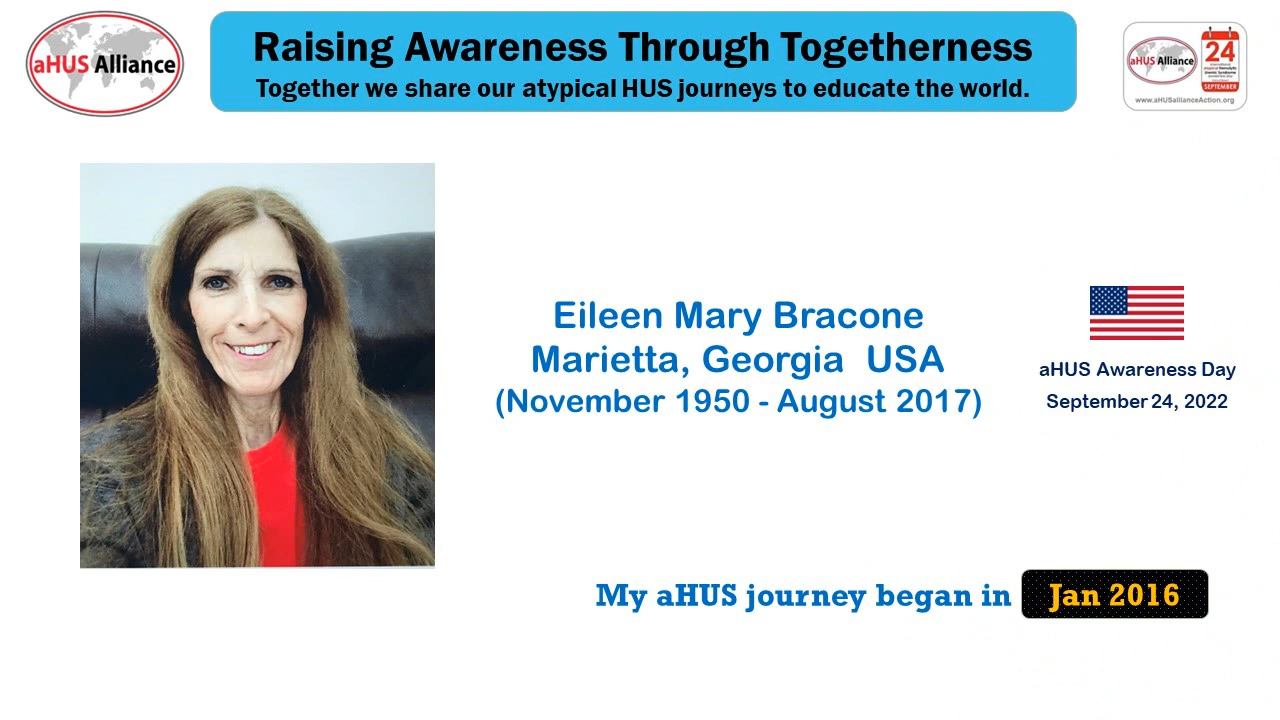 aHUS Alliance
Raising Awareness Through Togetherness
Together we share our atypical HUS journeys to educate the world.
aHUS Alliance
24
SEPTEMBER
www.aHUSallianceAction.org
Eileen Mary Bracone
Marietta, Georgia USA
(November 1950 - August 2017)
aHUS Awareness Day
September 24, 2022
My aHUS journey began in Jan 2016